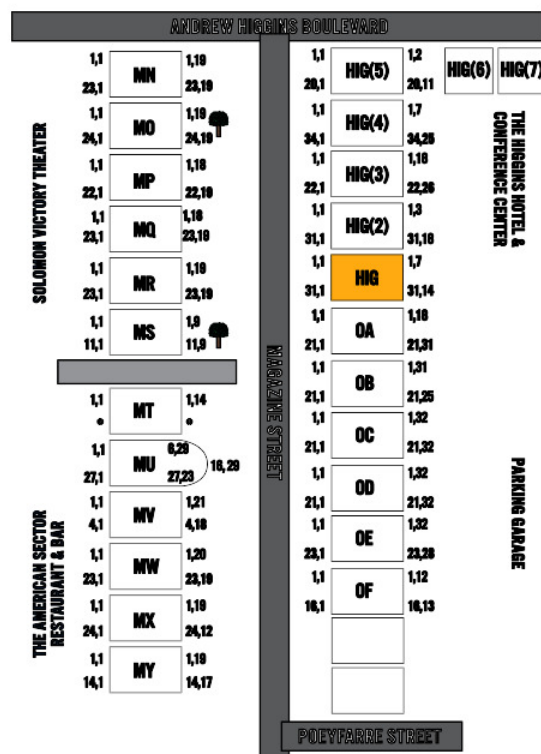 ANDREW HIGGINS BOULEVARD
SOLOMON VICTORY THEATER
1,1 1,19
MN
23,1 23,19
1,1 1,19
MO
24,1 24,19
1,1 1,18
MP
22,1 22,19
1,1 1,18
MQ
23,1 23,19
1,1 1,19
MR
23,1 23,19
1,1 1,9
MS
11,1 11,9
THE AMERICAN SECTOR
RESTAURANT & BAR
1,1 1,14
MT
1,1 6,29
MU 16,29
27,1 27,23
1,1 1,21
MV
4,1 4,18
1,1 1,20
MW
23,1 23,19
1,1 1,19
MX
24,1 24,12
1,1 1,19
MY
14,1 14,17
MAGAZINE STREET
1,1 1,2
HIG(5) HIG(6) HIG(7)
20,1 20,11
1,1 1,7
HIG(4)
34,1 34,25
1,1 1,16
HIG(3)
22,1 22,26
1,1 1,3
HIG(2)
31,1 31,16
1,1 1,7
HIG
31,1 31,14
1,1 1,18
OA
21,1 21,31
1,1 1,31
OB
21,1 21,25
1,1 1,32
OC
21,1 21,32
1,1 1,32
OD
21,1 21,32
1,1 1,32
OE
23,1 23,28
1,1 1,12
OF
16,1 16,13
THE HIGGINS HOTEL &
CONFERENCE CENTER
PARKING GARAGE
POEYFARRE STREET